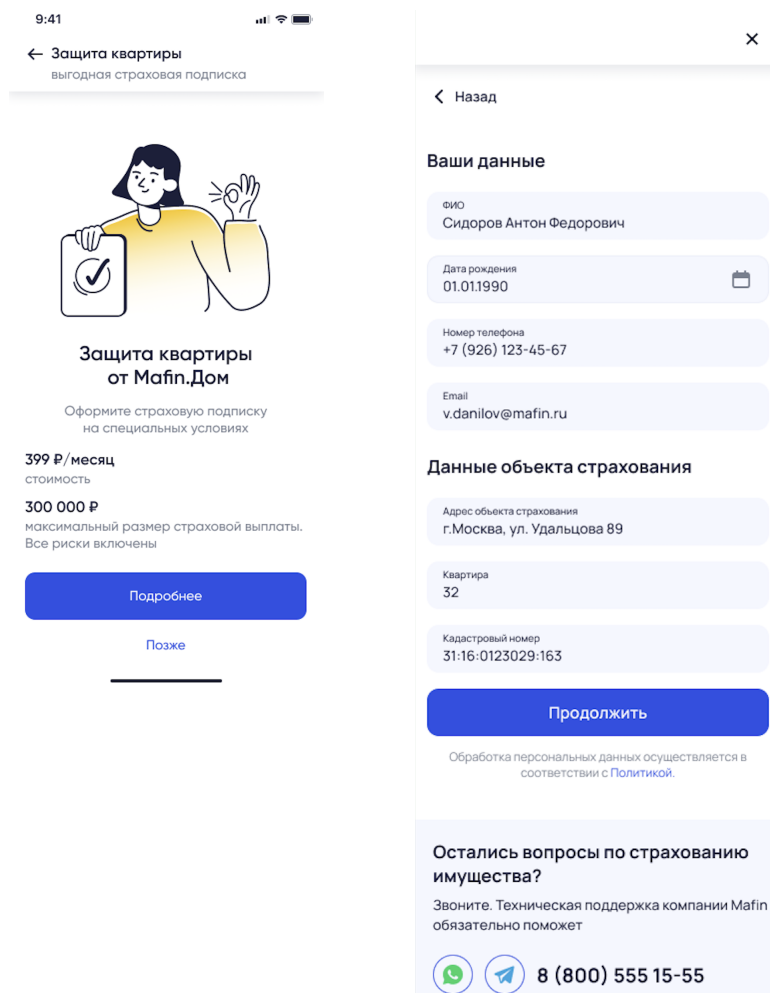 9:41
Защита квартиры
выгодная страховая подписка
Защита квартиры
от Mafin.Дом
Оформите страховую подписку
на специальных условиях
399 ₽/месяц
стоимость
300 000 ₽
максимальный размер страховой выплаты.
Все риски включены
Подробнее
Позже
Назад
Ваши данные
ФИО
Сидоров Антон Федорович
Дата рождения
01.01.1990
Номер телефона
+7 (926) 123-45-67
Email
v.danilov@mafin.ru
Данные объекта страхования
Адрес объекта страхования
г.Москва, ул. Удальцова 89
Квартира
32
Кадастровый номер
31:16:0123029:163
Продолжить
Обработка персональных данных осуществляется в
соответствии с Политикой.
Остались вопросы по страхованию
имущества?
Звоните. Техническая поддержка компании Mafin
обязательно поможет
8 (800) 555 15-55